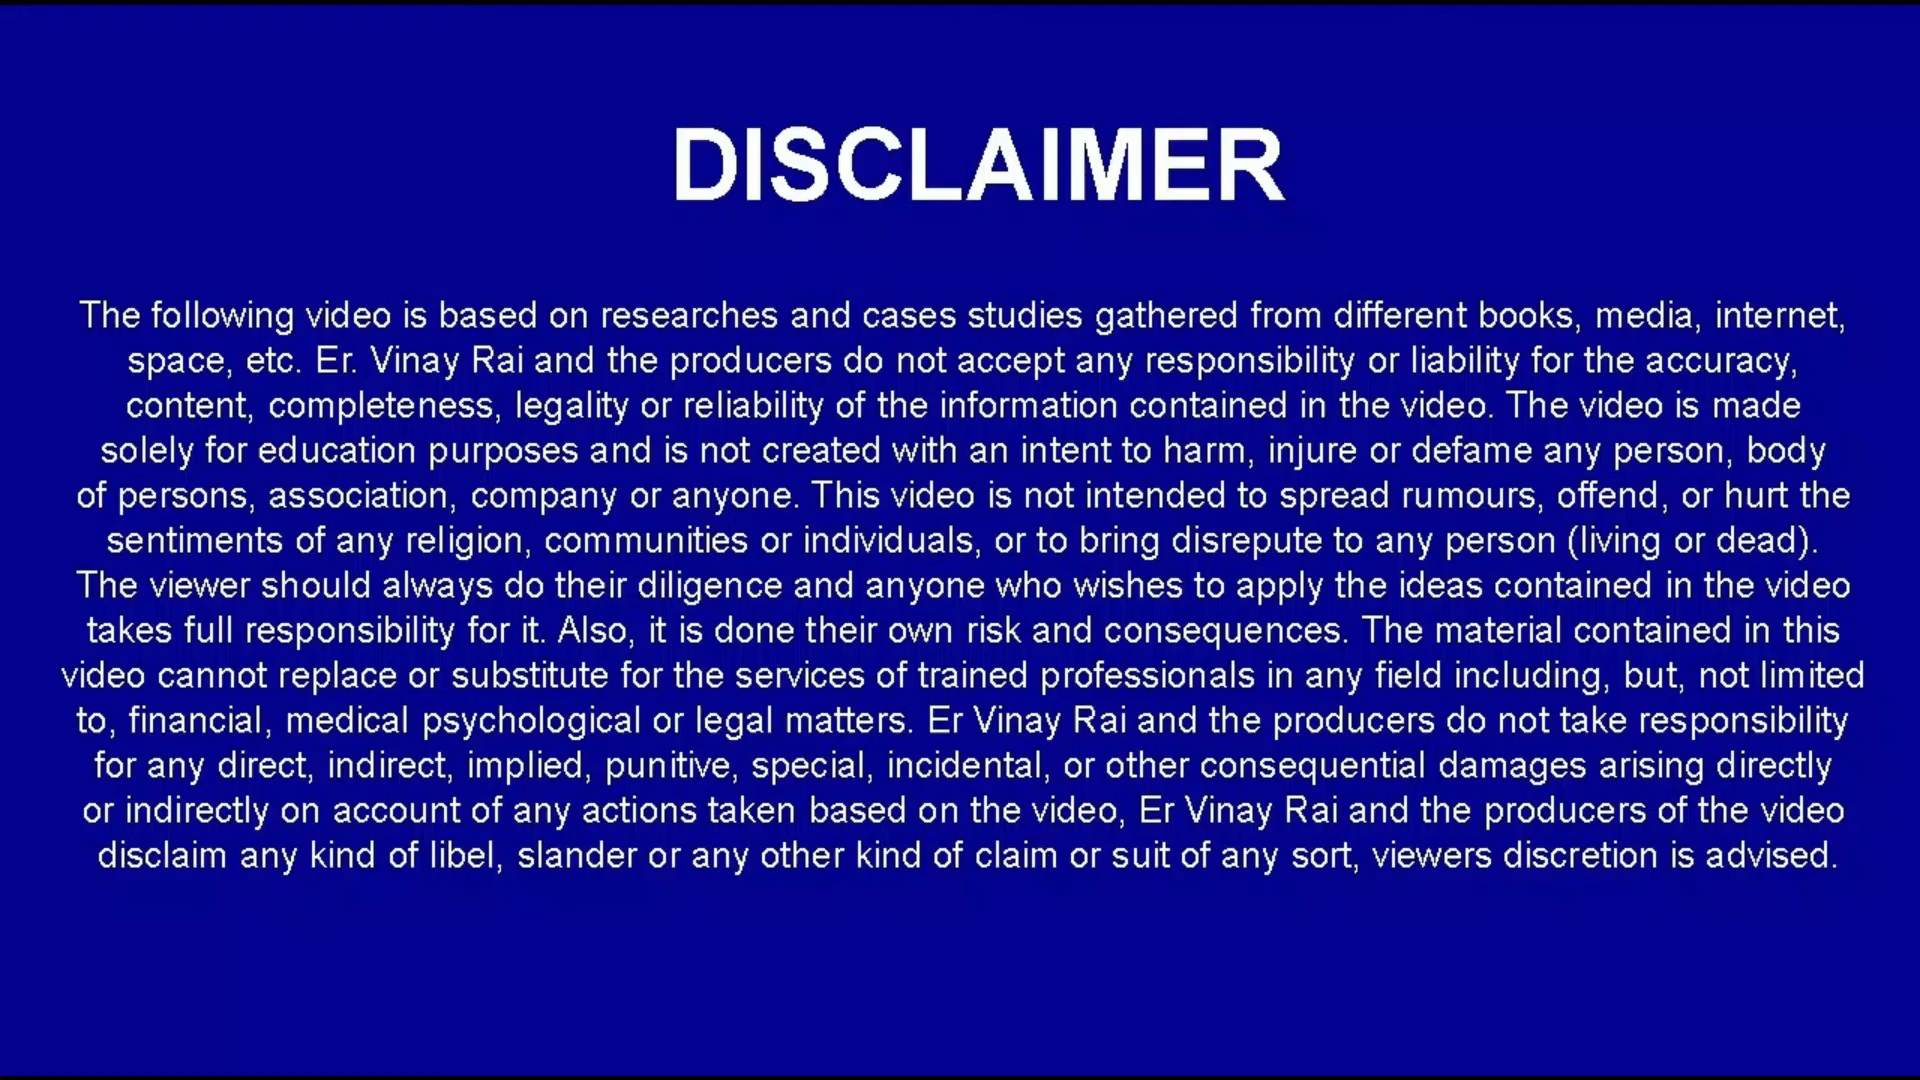 DISCLAIMER
The following video is based on researches and cases studies gathered from different books, media, internet,
space, etc. Er. Vinay Rai and the producers do not accept any responsibility or liability for the accuracy,
content, completeness, legality or reliability of the information contained in the video. The video is made
solely for education purposes and is not created with an intent to harm, injure or defame any person, body
of persons, association, company or anyone. This video is not intended to spread rumours, offend, or hurt the
sentiments of any religion, communities or individuals, or to bring disrepute to any person (living or dead).
The viewer should always do their diligence and anyone who wishes to apply the ideas contained in the video
takes full responsibility for it. Also, it is done their own risk and consequences. The material contained in this
video cannot replace or substitute for the services of trained professionals in any field including, but, not limited
to, financial, medical psychological or legal matters. Er Vinay Rai and the producers do not take responsibility
for any direct, indirect, implied, punitive, special, incidental, or other consequential damages arising directly
or indirectly on account of any actions taken based on the video, Er Vinay Rai and the producers of the video
disclaim any kind of libel, slander or any other kind of claim or suit of any sort, viewers discretion is advised.